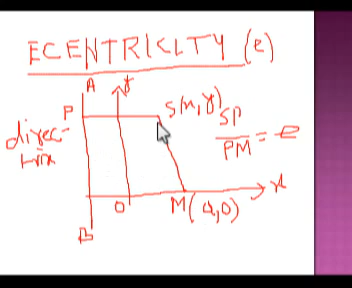 ECENTRICITY (e)
A
y
P
S(x, y)
SP
PM = e
direc-
trix
x
O
M(a,0)
B